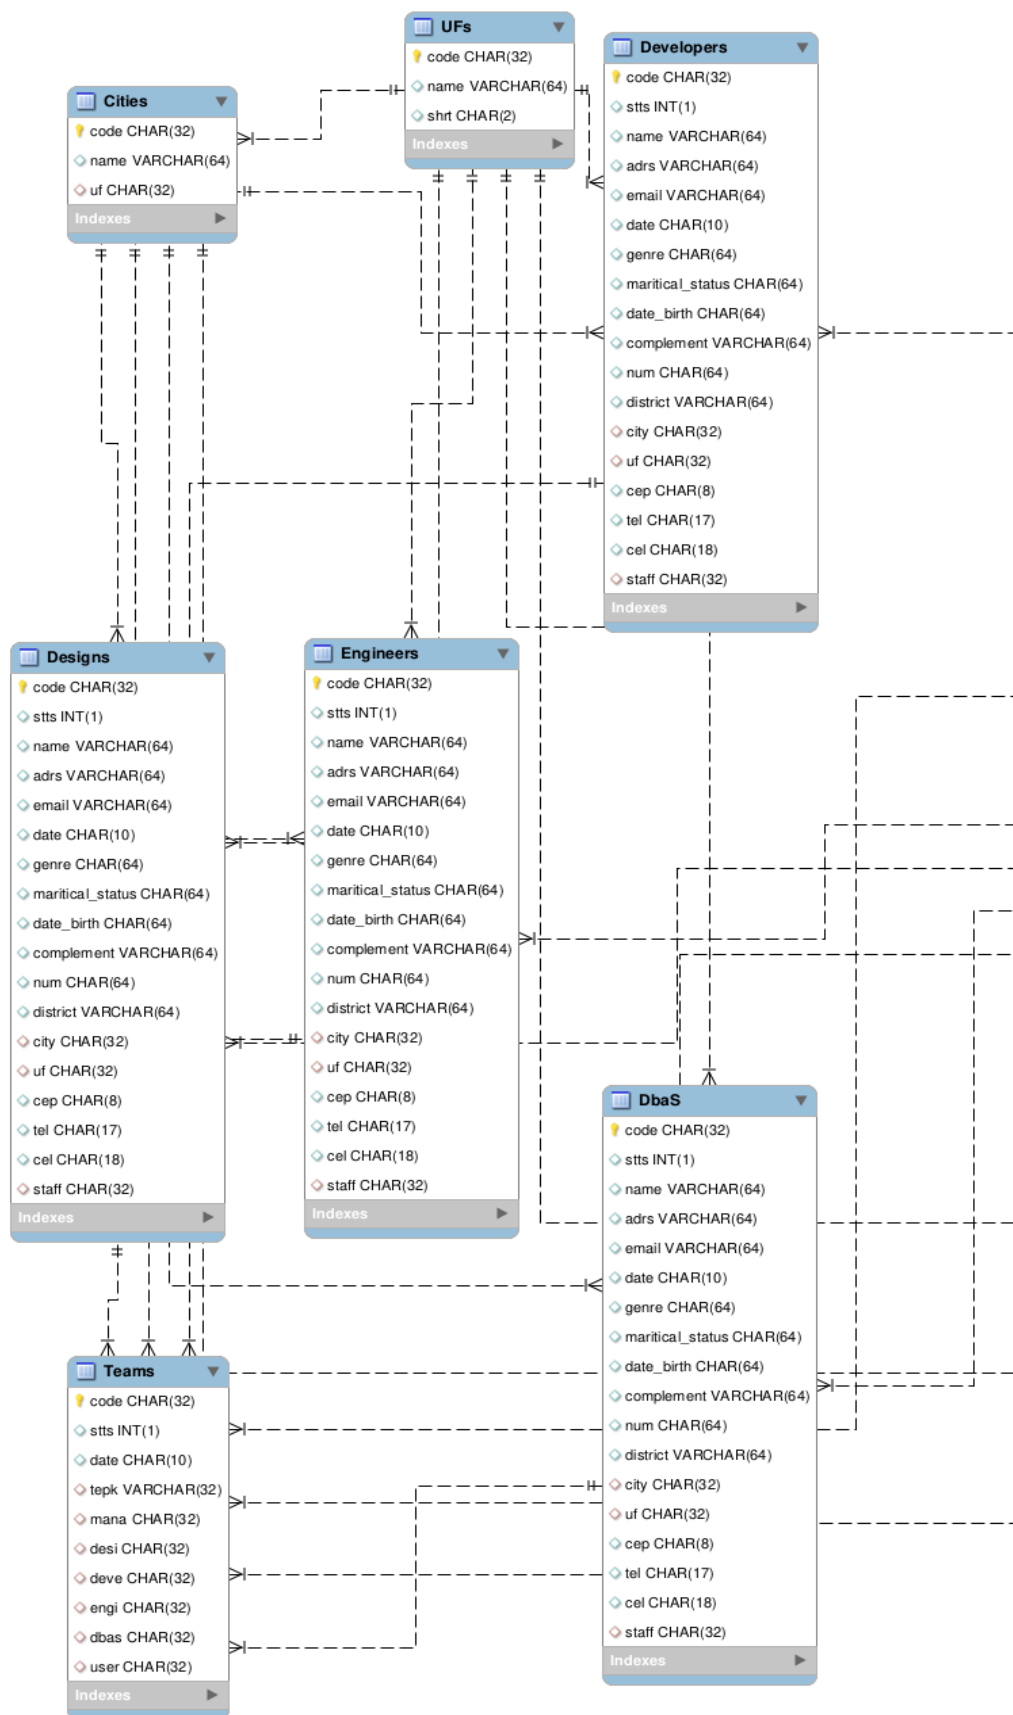 UFs
code CHAR(32)
name VARCHAR(64)
shrt CHAR(2)
Indexes
Developers
code CHAR(32)
stts INT(1)
name VARCHAR(64)
adrs VARCHAR(64)
email VARCHAR(64)
date CHAR(10)
genre CHAR(64)
maritical_status CHAR(64)
date_birth CHAR(64)
complement VARCHAR(64)
num CHAR(64)
district VARCHAR(64)
city CHAR(32)
uf CHAR(32)
cep CHAR(8)
tel CHAR(17)
cel CHAR(18)
staff CHAR(32)
Indexes
Cities
code CHAR(32)
name VARCHAR(64)
uf CHAR(32)
Indexes
Designs
code CHAR(32)
stts INT(1)
name VARCHAR(64)
adrs VARCHAR(64)
email VARCHAR(64)
date CHAR(10)
genre CHAR(64)
maritical_status CHAR(64)
date_birth CHAR(64)
complement VARCHAR(64)
num CHAR(64)
district VARCHAR(64)
city CHAR(32)
uf CHAR(32)
cep CHAR(8)
tel CHAR(17)
cel CHAR(18)
staff CHAR(32)
Indexes
Engineers
code CHAR(32)
stts INT(1)
name VARCHAR(64)
adrs VARCHAR(64)
email VARCHAR(64)
date CHAR(10)
genre CHAR(64)
maritical_status CHAR(64)
date_birth CHAR(64)
complement VARCHAR(64)
num CHAR(64)
district VARCHAR(64)
city CHAR(32)
uf CHAR(32)
cep CHAR(8)
tel CHAR(17)
cel CHAR(18)
staff CHAR(32)
Indexes
DbaS
code CHAR(32)
stts INT(1)
name VARCHAR(64)
adrs VARCHAR(64)
email VARCHAR(64)
date CHAR(10)
genre CHAR(64)
maritical_status CHAR(64)
date_birth CHAR(64)
complement VARCHAR(64)
num CHAR(64)
district VARCHAR(64)
city CHAR(32)
uf CHAR(32)
cep CHAR(8)
tel CHAR(17)
cel CHAR(18)
staff CHAR(32)
Indexes
Teams
code CHAR(32)
stts INT(1)
date CHAR(10)
tepk VARCHAR(32)
mana CHAR(32)
desi CHAR(32)
deve CHAR(32)
engi CHAR(32)
dbas CHAR(32)
user CHAR(32)
Indexes